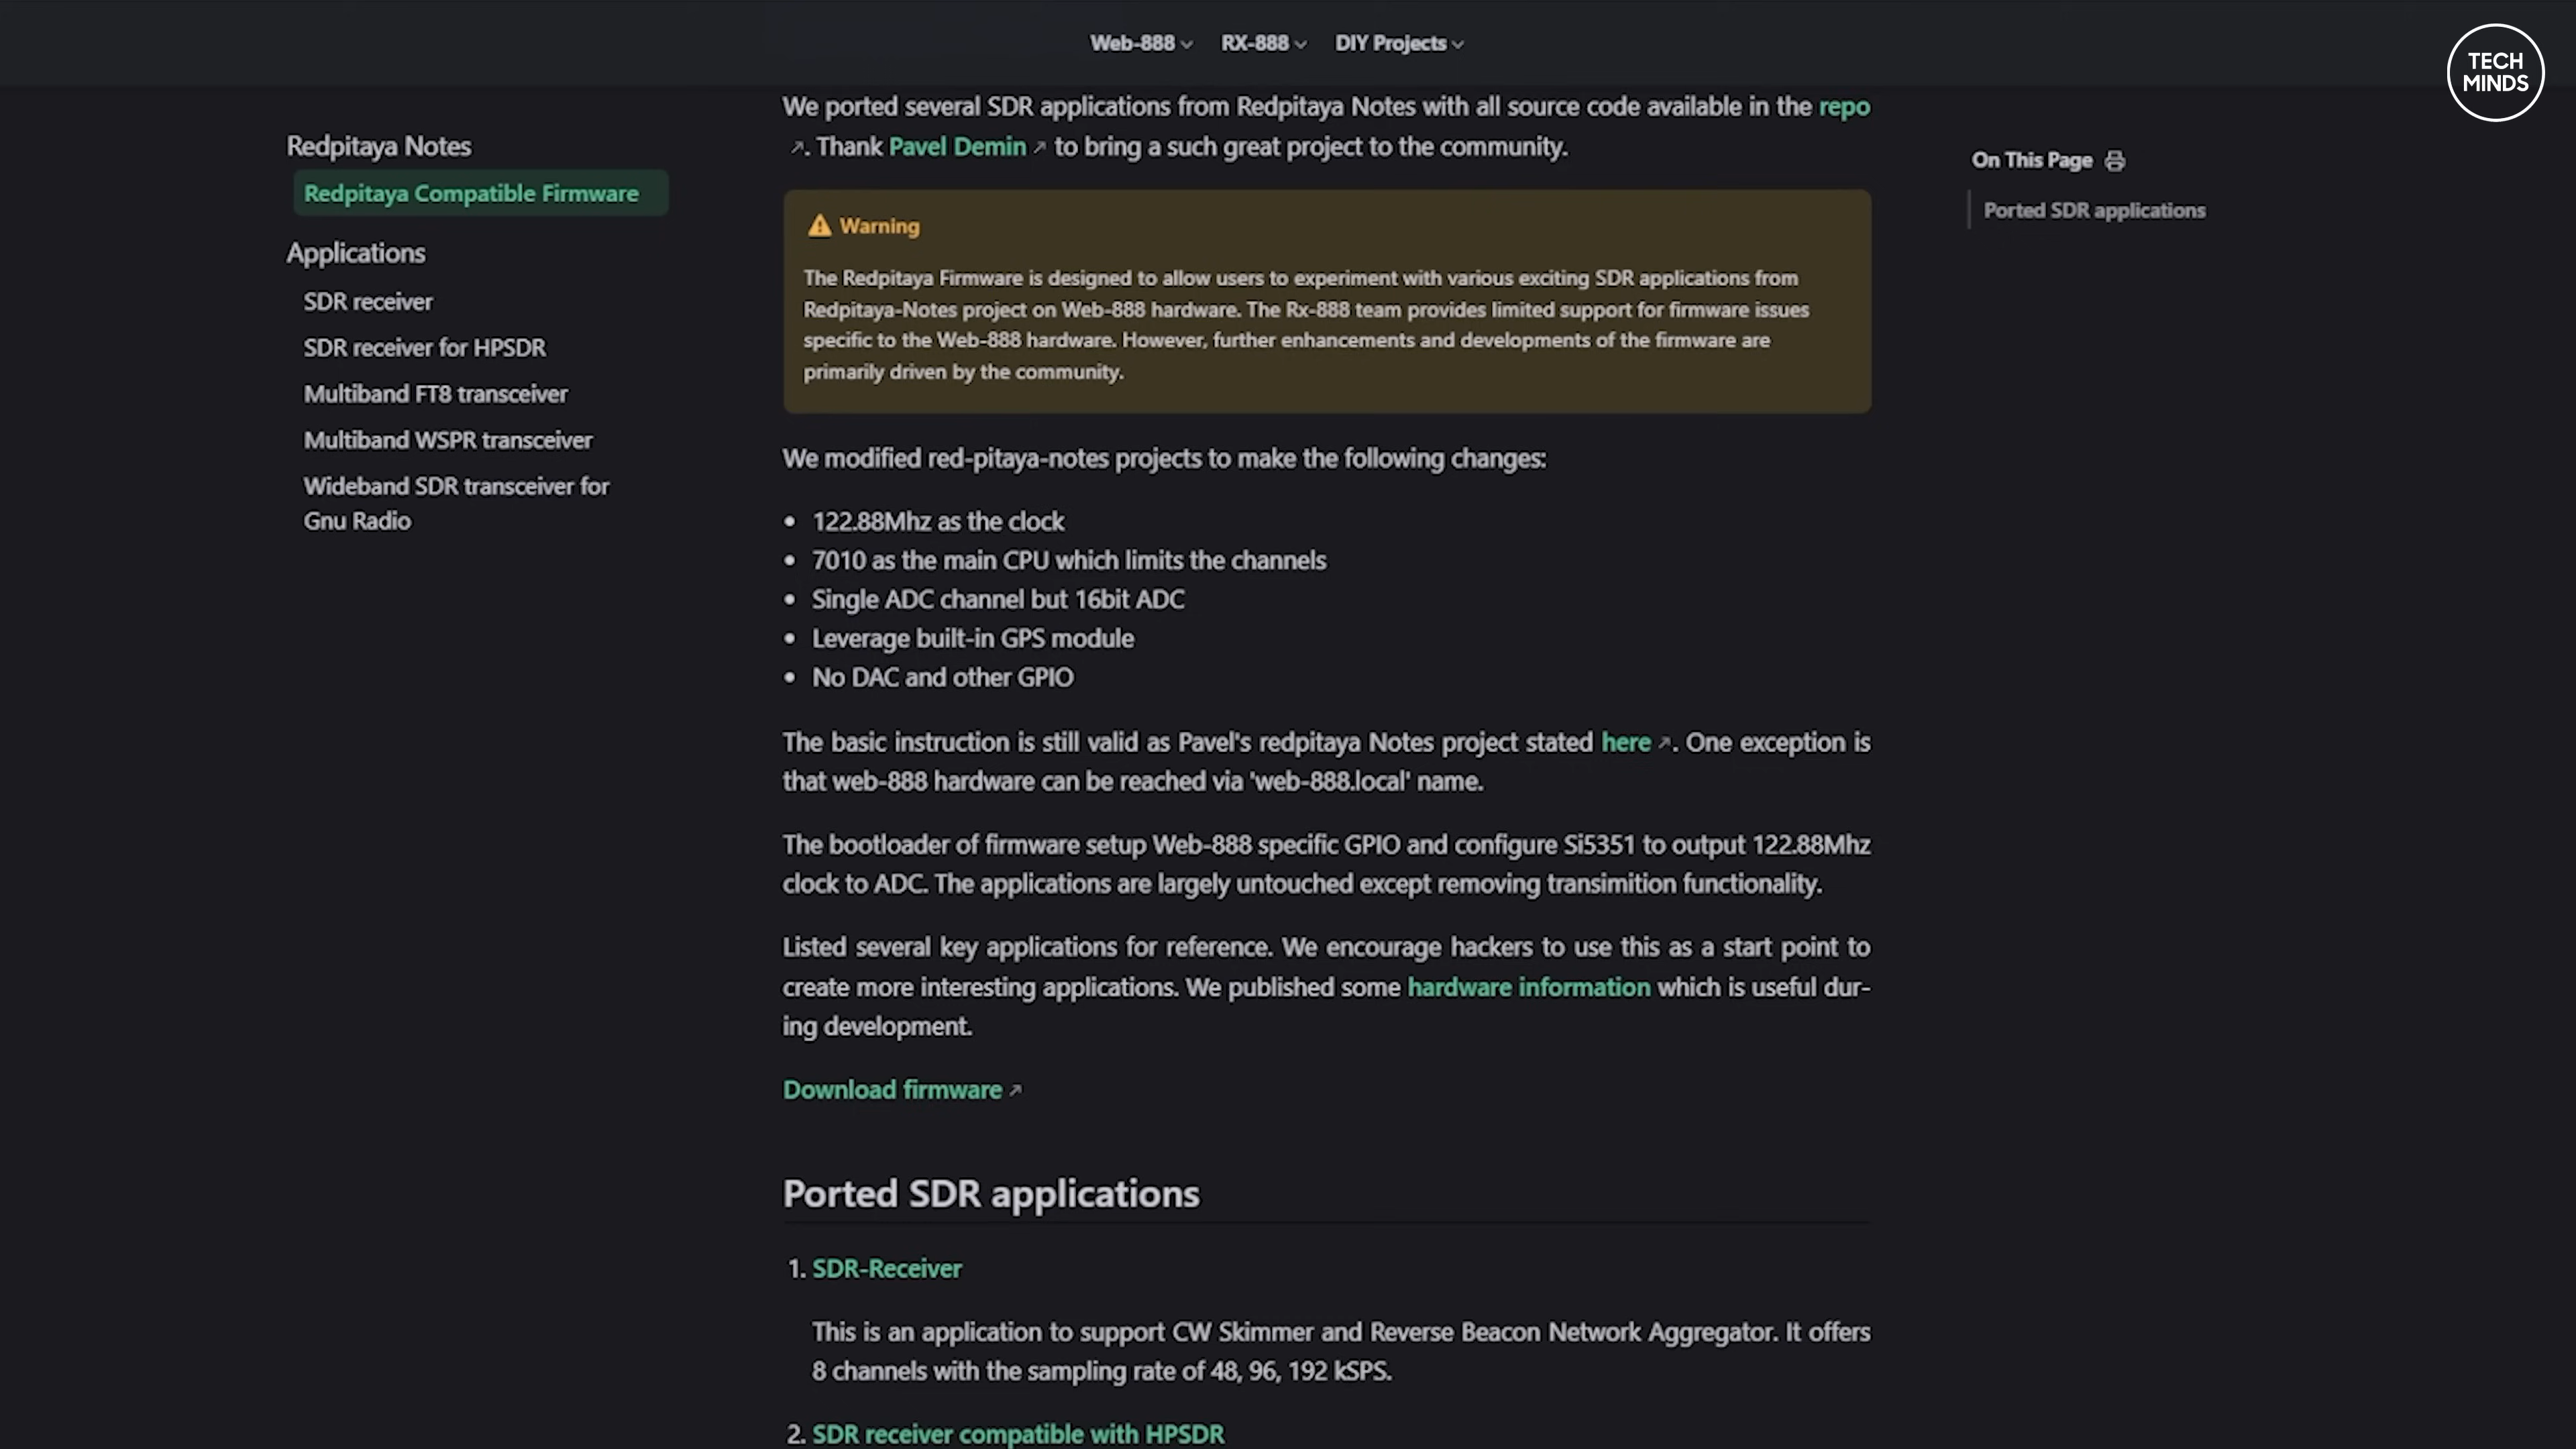 Web-888 RX-888 DIY Projects
TECH
MINDS
Redpitaya Notes
Redpitaya Compatible Firmware
Applications
SDR receiver
SDR receiver for HPSDR
Multiband FT8 transceiver
Multiband WSPR transceiver
Wideband SDR transceiver for
Gnu Radio
We ported several SDR applications from Redpitaya Notes with all source code available in the repo
. Thank Pavel Demin to bring a such great project to the community.
Warning
The Redpitaya Firmware is designed to allow users to experiment with various exciting SDR applications from
Redpitaya-Notes project on Web-888 hardware. The Rx-888 team provides limited support for firmware issues
specific to the Web-888 hardware. However, further enhancements and developments of the firmware are
primarily driven by the community.
We modified red-pitaya-notes projects to make the following changes:
• 122.88Mhz as the clock
• 7010 as the main CPU which limits the channels
• Single ADC channel but 16bit ADC
• Leverage built-in GPS module
• No DAC and other GPIO
The basic instruction is still valid as Pavel's redpitaya Notes project stated here . One exception is
that web-888 hardware can be reached via 'web-888.local' name.
The bootloader of firmware setup Web-888 specific GPIO and configure Si5351 to output 122.88Mhz
clock to ADC. The applications are largely untouched except removing transimition functionality.
Listed several key applications for reference. We encourage hackers to use this as a start point to
create more interesting applications. We published some hardware information which is useful dur-
ing development.
Download firmware
Ported SDR applications
1. SDR-Receiver
This is an application to support CW Skimmer and Reverse Beacon Network Aggregator. It offers
8 channels with the sampling rate of 48, 96, 192 kSPS.
2. SDR receiver compatible with HPSDR
On This Page
Ported SDR applications